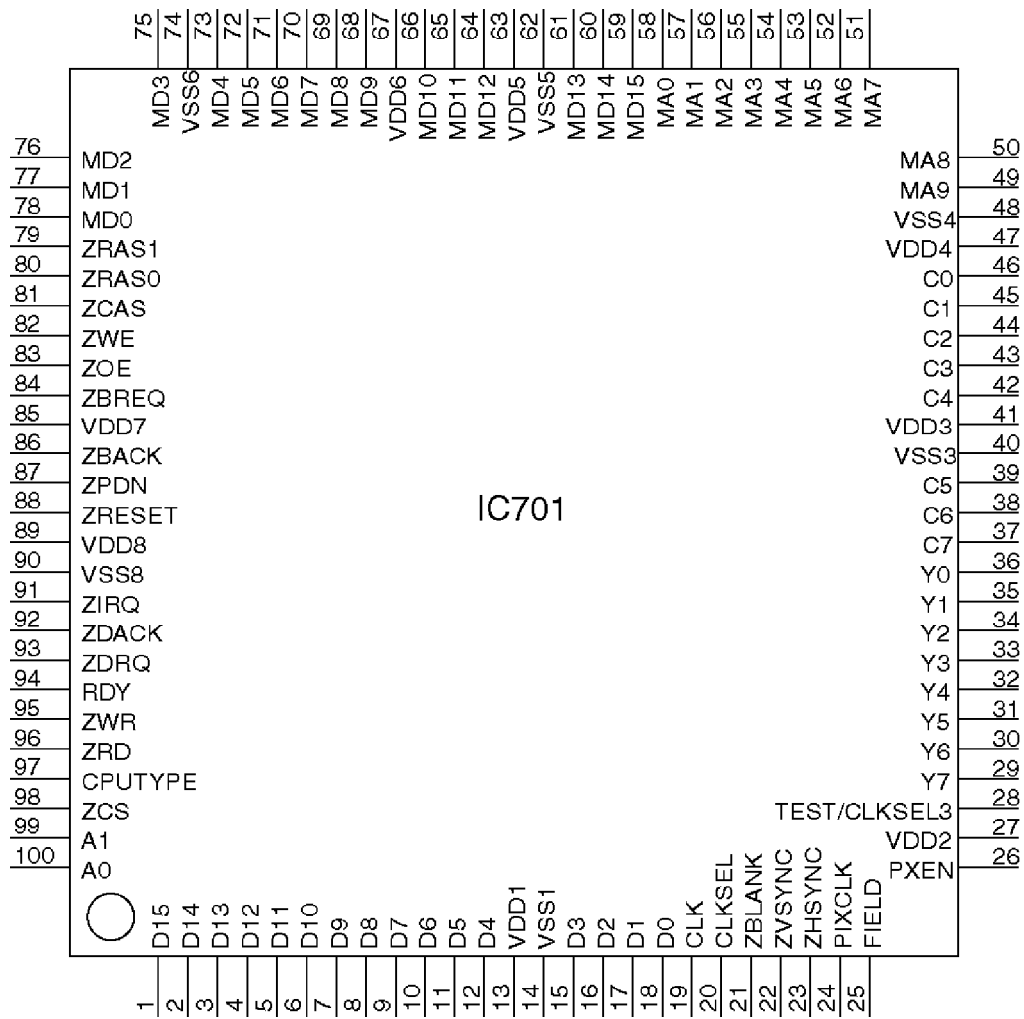 75 74 73 72 71 70 69 68 67 66 65 64 63 62 61 60 59 58 57 56 55 54 53 52 51
MD3 VSS6 MD4 MD5 MD6 MD7 MD8 MD9 VDD6 MD10 MD11 MD12 VDD5 VSS5 MD13 MD14 MD15 MA0 MA1 MA2 MA3 MA4 MA5 MA6 MA7
76 MD2 MA8 50
77 MD1 MA9 49
78 MD0 VSS4 48
79 ZRAS1 VDD4 47
80 ZRAS0 C0 46
81 ZCAS C1 45
82 ZWE C2 44
83 ZOE C3 43
84 ZBREQ C4 42
85 VDD7 VDD3 41
86 ZBACK VSS3 40
87 ZPDN C5 39
IC701
88 ZRESET C6 38
89 VDD8 C7 37
90 VSS8 Y0 36
91 ZIRQ Y1 35
92 ZDACK Y2 34
93 ZDRQ Y3 33
94 RDY Y4 32
95 ZWR Y5 31
96 ZRD Y6 30
97 CPUTYPE Y7 29
98 ZCS TEST/CLKSEL3 28
99 A1 VDD2 27
100 A0 PXEN 26
D15 D14 D13 D12 D11 D10 D9 D8 D7 D6 D5 D4 VDD1 VSS1 D3 D2 D1 D0 CLK CLKSEL ZBLANK ZVSYNC ZHSYNC PIXCLK FIELD
1 2 3 4 5 6 7 8 9 10 11 12 13 14 15 16 17 18 19 20 21 22 23 24 25